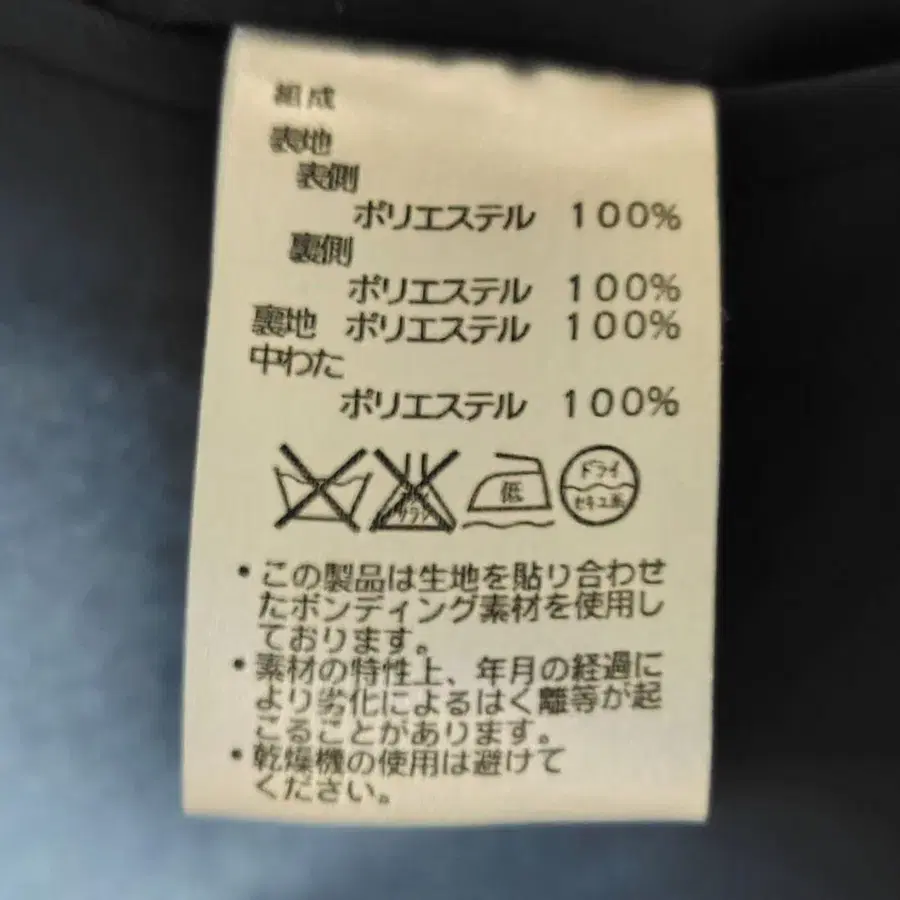 組成
表地
表側
ポリエステル 100%
裏側
ポリエステル 100%
裏地 ポリエステル 100%
中わた
ポリエステル 100%
低
ドライ
セキユ系
・この製品は生地を貼り合わせ
たボンディング素材を使用し
ております。
・素材の特性上、年月の経過に
より劣化によるはく離等が起
こることがあります。
・乾燥機の使用は避けて
ください。